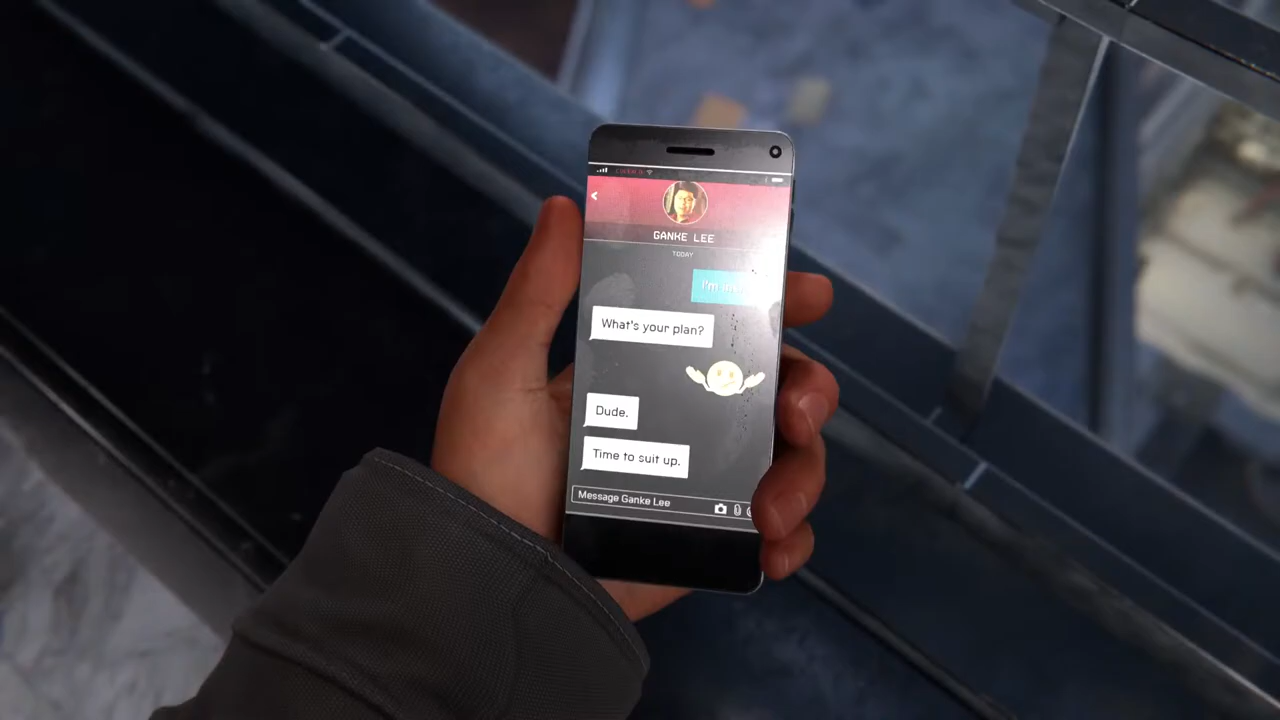 GANKE LEE
TODAY
I'm
What's your plan?
Dude.
Time to suit up.
Message Ganke Lee